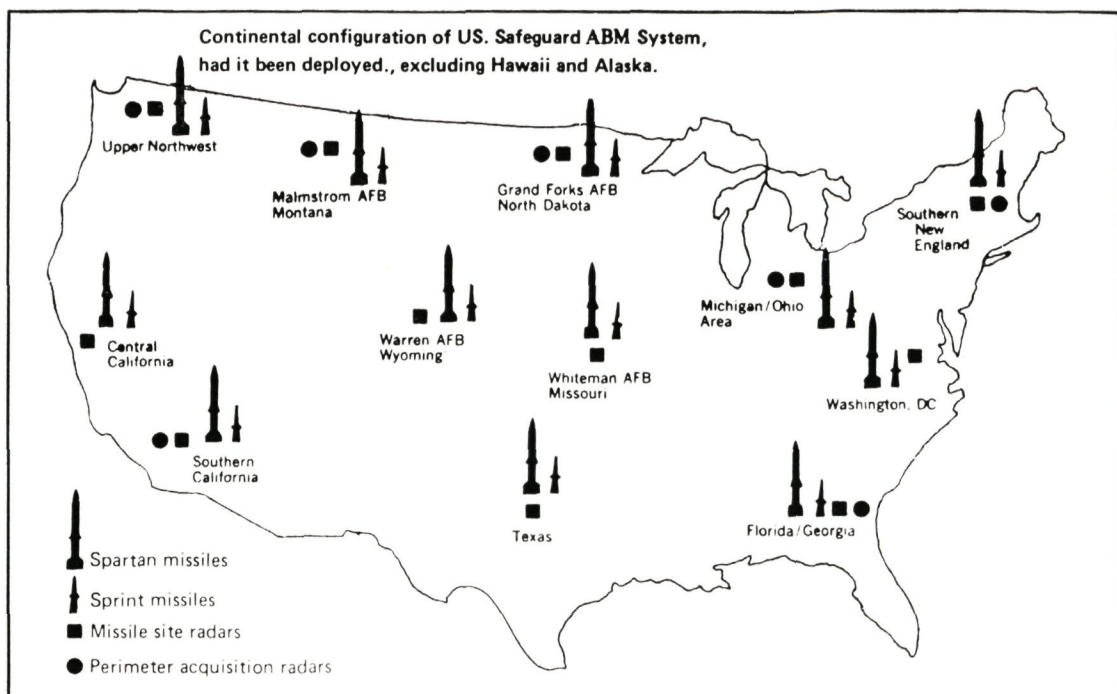 Continental configuration of US. Safeguard ABM System,
had it been deployed., excluding Hawaii and Alaska.
Upper Northwest
Malmstrom AFB
Montana
Grand Forks AFB
North Dakota
Southern
New
England
Central
California
Warren AFB
Wyoming
Whiteman AFB
Missouri
Michigan/Ohio
Area
Washington, DC
Southern
California
Texas
Florida/Georgia
Spartan missiles
Sprint missiles
Missile site radars
Perimeter acquisition radars